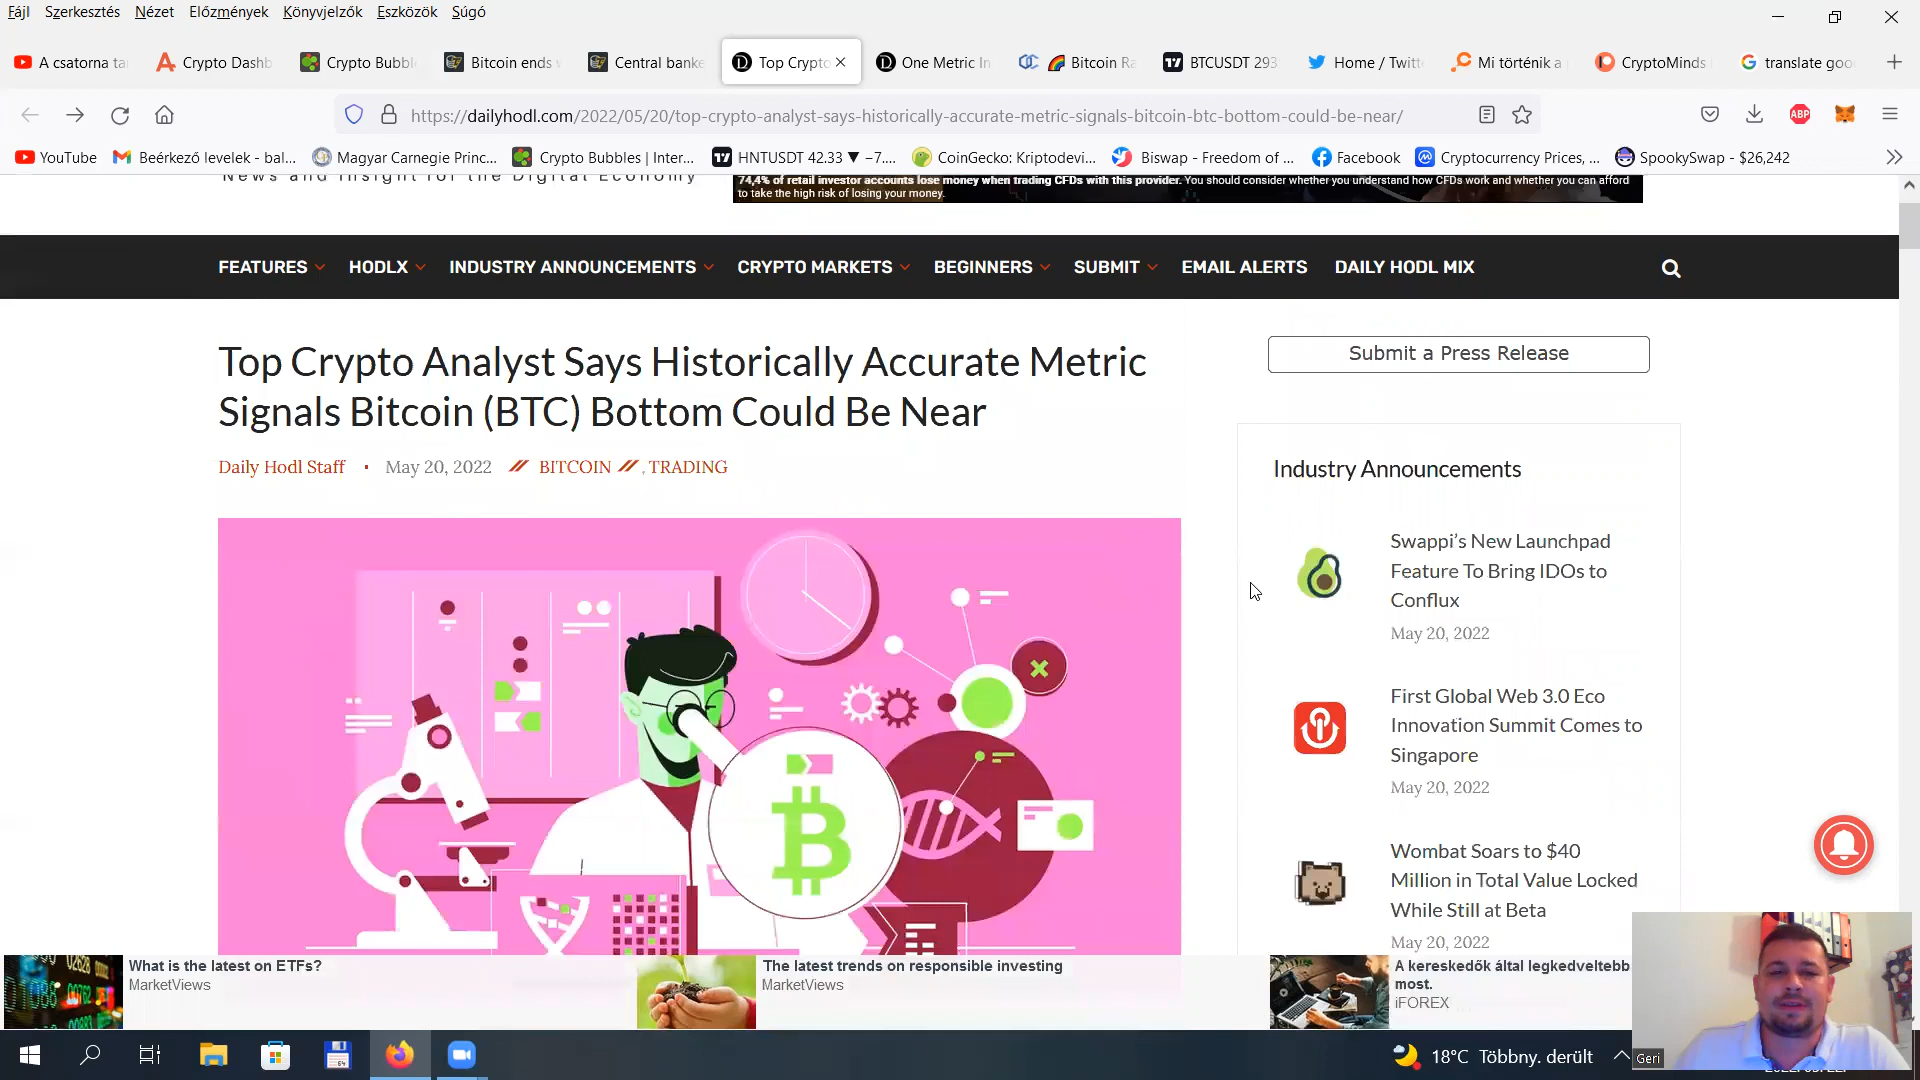 Fájl Szerkesztés Nézet Előzmények Könyvjelzők Eszközök Súgó
A csatorna ta
Crypto Dashb
Crypto Bubbl
Bitcoin ends w
Central banke
Top Crypto
One Metric In
Bitcoin Ra
BTCUSDT 293
Home / Twitt
Mi történik a
CryptoMinds
translate goo
https://dailyhodl.com/2022/05/20/top-crypto-analyst-says-historically-accurate-metric-signals-bitcoin-btc-bottom-could-be-near/
ABP
YouTube
Beérkező levelek - bal...
Magyar Carnegie Princ...
Crypto Bubbles | Inter...
HNTUSDT 42.33 ▼ −7....
CoinGecko: Kriptodevi...
Biswap - Freedom of ...
Facebook
Cryptocurrency Prices, ...
SpookySwap - $26,242
News and Insight for the Digital Economy
74,4% of retail investor accounts lose money when trading CFDs with this provider. You should consider whether you understand how CFDs work and whether you can afford
to take the high risk of losing your money.
FEATURES HODLX INDUSTRY ANNOUNCEMENTS CRYPTO MARKETS BEGINNERS SUBMIT EMAIL ALERTS DAILY HODL MIX
Top Crypto Analyst Says Historically Accurate Metric
Signals Bitcoin (BTC) Bottom Could Be Near
Daily Hodl Staff • May 20, 2022 BITCOIN , TRADING
Submit a Press Release
Industry Announcements
Swappi's New Launchpad
Feature To Bring IDOs to
Conflux
May 20, 2022
First Global Web 3.0 Eco
Innovation Summit Comes to
Singapore
May 20, 2022
Wombat Soars to $40
Million in Total Value Locked
While Still at Beta
May 20, 2022
What is the latest on ETFs?
MarketViews
The latest trends on responsible investing
MarketViews
A kereskedők által legkedveltebb
most.
iFOREX
18°C Többny. derült
Geri